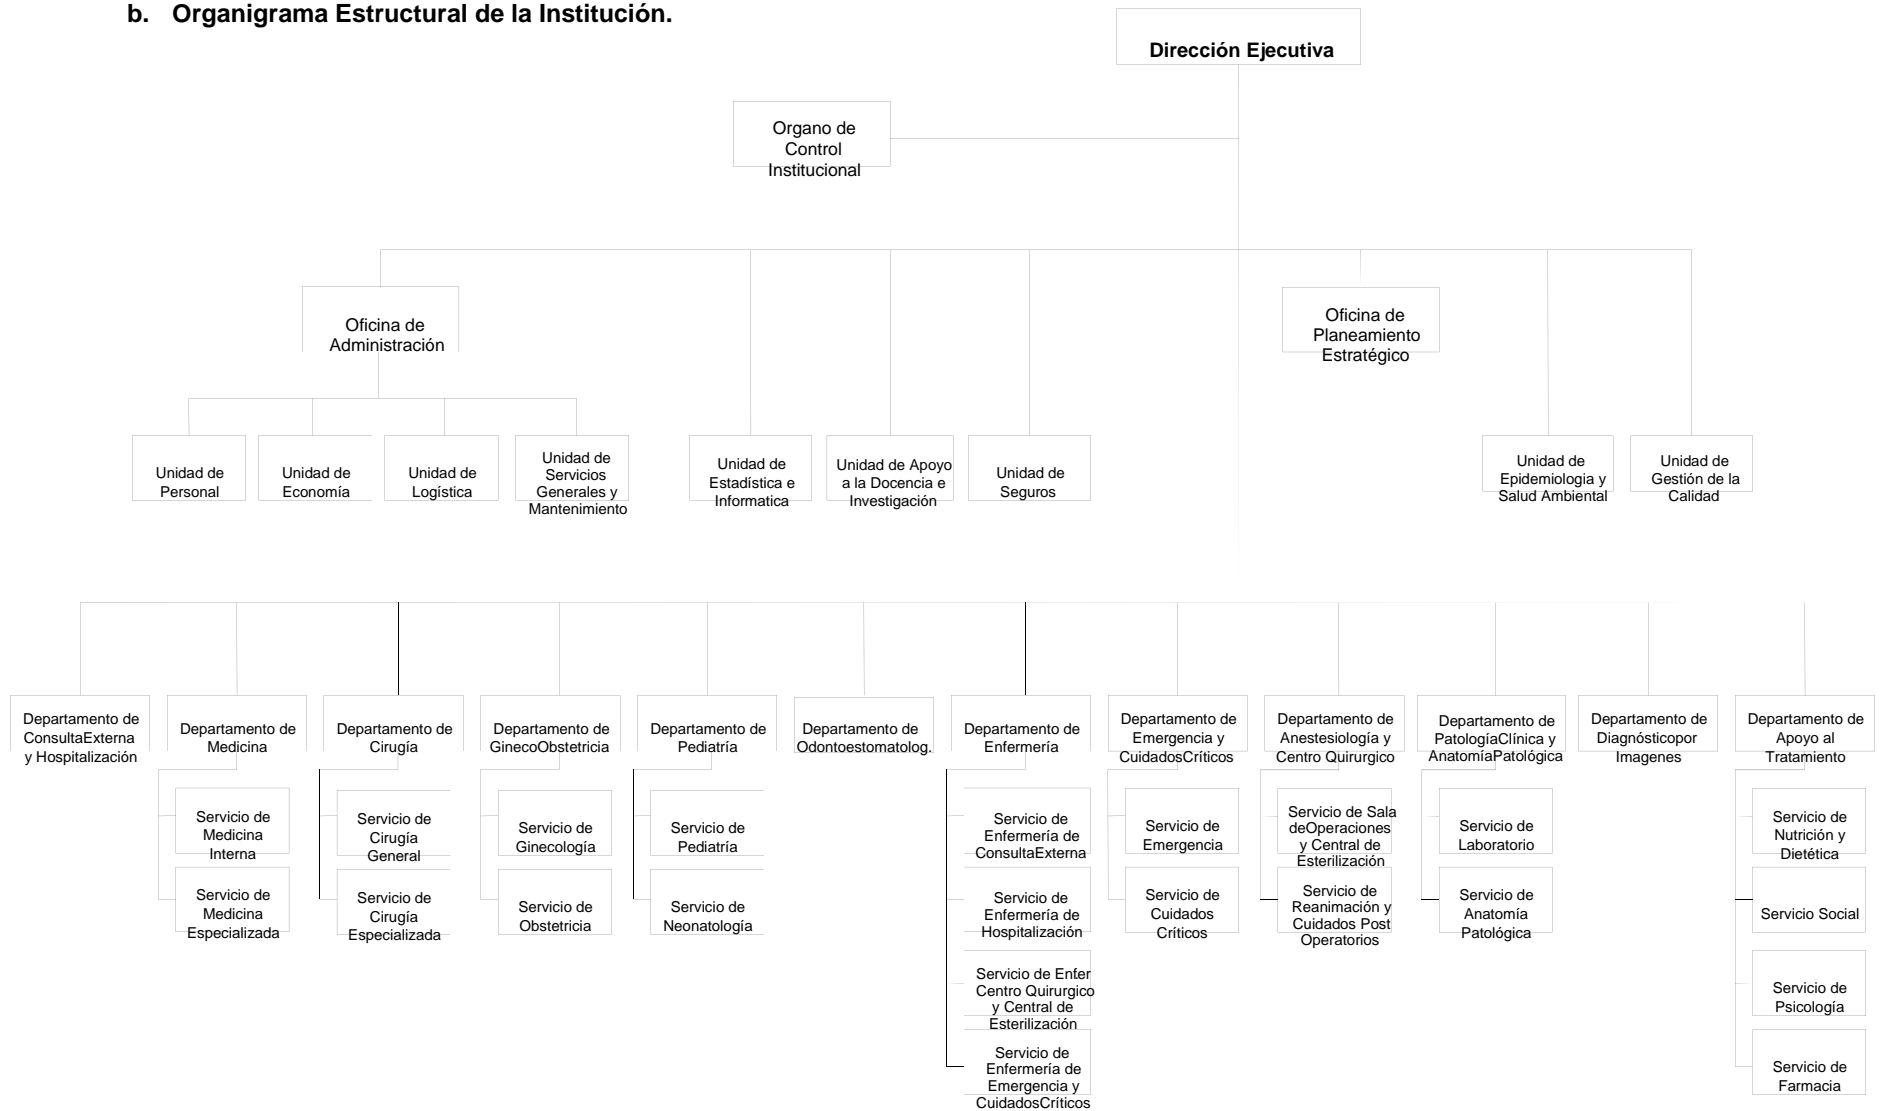 b. Organigrama Estructural de la Institución.
Dirección Ejecutiva
Organo de
Control
Institucional
Oficina de
Administración
Oficina de
Planeamiento
Estratégico
Unidad de
Personal
Unidad de
Economía
Unidad de
Logística
Unidad de
Servicios
Generales y
Mantenimiento
Unidad de
Estadística e
Informatica
Unidad de Apoyo
a la Docencia e
Investigación
Unidad de
Seguros
Unidad de
Epidemiologia y
Salud Ambiental
Unidad de
Gestión de la
Calidad
Departamento de
ConsultaExterna
y Hospitalización
Departamento de
Medicina
Departamento de
Cirugía
Departamento de
GinecoObstetricia
Departamento de
Pediatría
Departamento de
Odontoestomatolog.
Departamento de
Enfermería
Departamento de
Emergencia y
CuidadosCríticos
Departamento de
Anestesiología y
Centro Quirurgico
Departamento de
PatologíaClínica y
AnatomíaPatológica
Departamento de
Diagnósticopor
Imagenes
Departamento de
Apoyo al
Tratamiento
Servicio de
Medicina
Interna
Servicio de
Medicina
Especializada
Servicio de
Cirugía
General
Servicio de
Cirugía
Especializada
Servicio de
Ginecología
Servicio de
Obstetricia
Servicio de
Pediatría
Servicio de
Neonatología
Servicio de
Enfermería de
ConsultaExterna
Servicio de
Enfermería de
Hospitalización
Servicio de Enfer
Centro Quirurgico
y Central de
Esterilización
Servicio de
Enfermería de
Emergencia y
CuidadosCríticos
Servicio de
Emergencia
Servicio de
Cuidados
Críticos
Servicio de Sala
deOperaciones
y Central de
Esterilización
Servicio de
Reanimación y
Cuidados Post
Operatorios
Servicio de
Laboratorio
Servicio de
Anatomía
Patológica
Servicio de
Nutrición y
Dietética
Servicio Social
Servicio de
Psicología
Servicio de
Farmacia